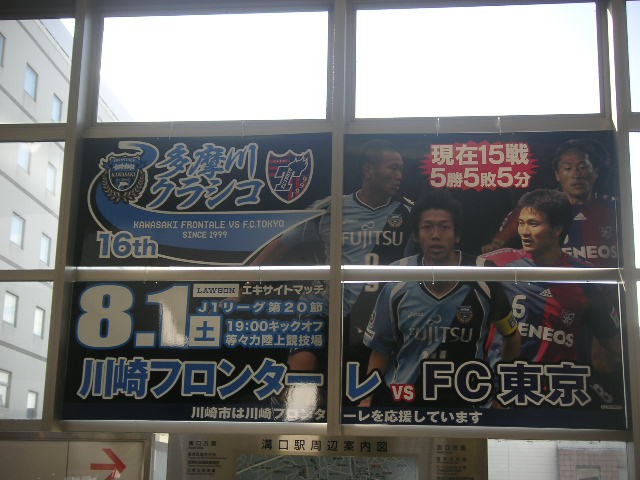 多摩川
クラシコ
KAWASAKI FRONTALE VS F.C.TOKYO
SINCE 1999
16th
現在15戦
5勝5敗5分
FUJITSU
9
ENEOS
8.1土
LAWSON エキサイトマッチ
J1リーグ第20節
19:00キックオフ
等々力陸上競技場
FUJITSU
6
ENEOS
川崎フロンターレ VS FC東京
川崎市は川崎フロンターレを応援しています
溝口駅周辺案内図